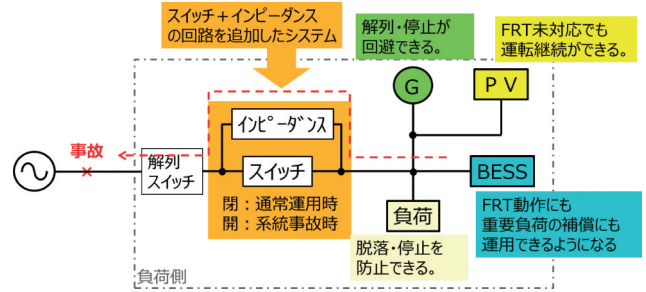 スイッチ＋インピーダンス
の回路を追加したシステム
解列・停止が
回避できる。
FRT未対応でも
運転継続ができる。
G
P V
インピーダンス
事故
解列
スイッチ
スイッチ
BESS
閉：通常運用時
開：系統事故時
負荷
FRT動作にも
重要負荷の補償にも
運用できるようになる
脱落・停止を
防止できる。
負荷側